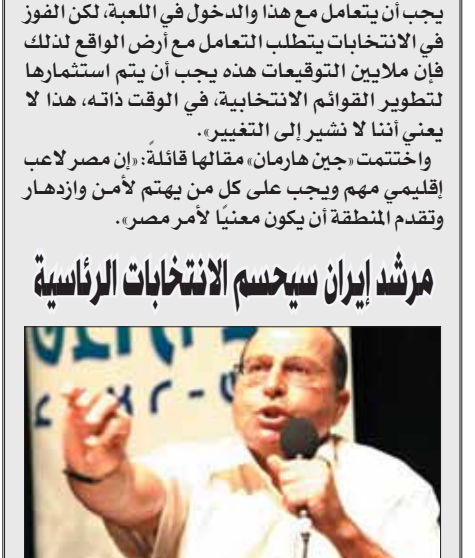 يجب أن يتعامل مع هذا والدخول في اللعبة، لكن الفوز
في الانتخابات يتطلب التعامل مع أرض الواقع لذلك
فإن ملايين التوقيعات هذه يجب أن يتم استثمارها
لتطوير القوائم الانتخابية، في الوقت ذاته، هذا لا
يعني أننا لا نشير إلى التغيير».
واختتمت «جين هارمان» مقالها قائلةً: «إن مصر لاعب
إقليمي مهم ويجب على كل من يهتم لأمن وازدهار
وتقدم المنطقة أن يكون معنيًا لأمر مصر».
مرشد إيران سيحسم الانتخابات الرئاسية